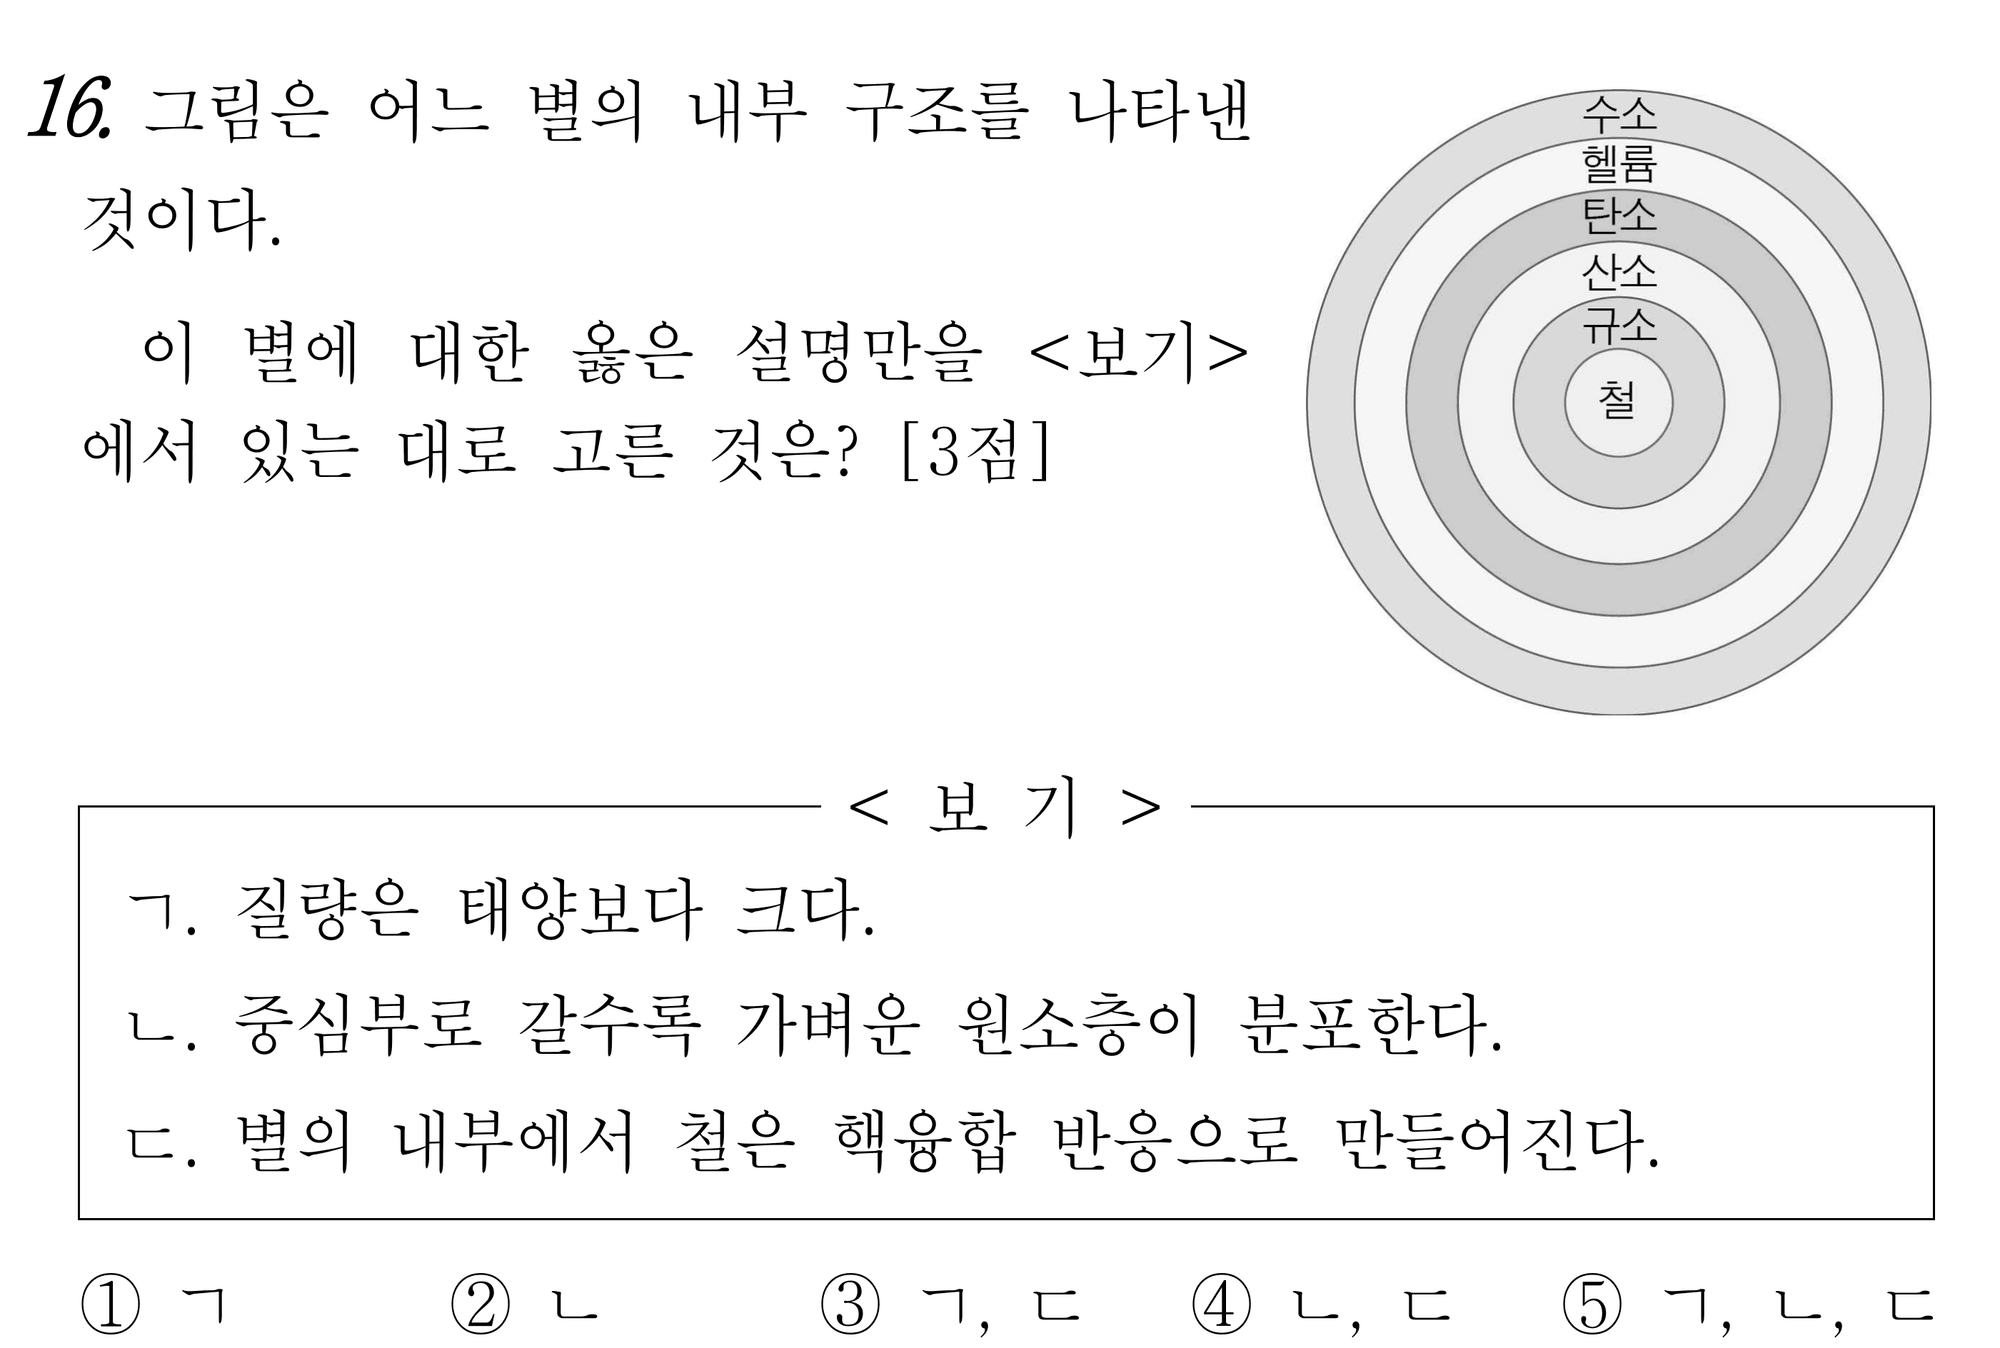 16. 그림은 어느 별의 내부 구조를 나타낸
것이다.
이 별에 대한 옳은 설명만을 <보기>
에서 있는 대로 고른 것은? [3점]
수소
헬륨
탄소
산소
규소
철
< 보 기 >
ㄱ. 질량은 태양보다 크다.
ㄴ. 중심부로 갈수록 가벼운 원소층이 분포한다.
ㄷ. 별의 내부에서 철은 핵융합 반응으로 만들어진다.
① ㄱ ② ㄴ ③ ㄱ, ㄷ ④ ㄴ, ㄷ ⑤ ㄱ, ㄴ, ㄷ